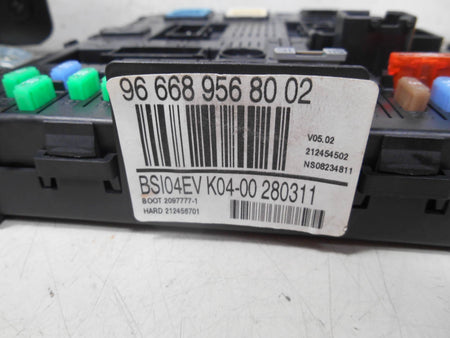 96 668 956 80 02
V05.02
212454502
NS08234811
BSI04EV K04-00 280311
BOOT 2097777-1
HARD 212456701